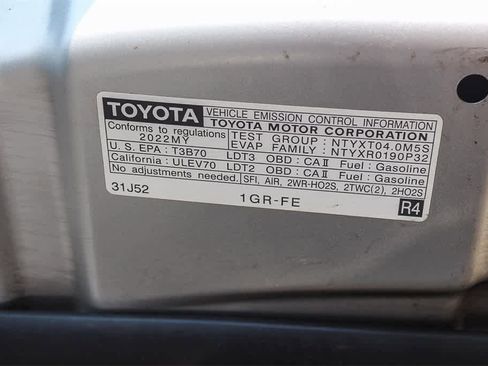 TOYOTA VEHICLE EMISSION CONTROL INFORMATION
Conforms to regulations TOYOTA MOTOR CORPORATION
2022MY TEST GROUP : NTYXT04.0M5S
EVAP FAMILY : NTYXR0190P32
U. S. EPA : T3B70 LDT3 OBD : CAⅡ Fuel : Gasoline
California : ULEV70 LDT2 OBD : CAⅡ Fuel : Gasoline
No adjustments needed. SFI, AIR, 2WR-HO2S, 2TWC(2), 2HO2S
31J52 1GR-FE R4